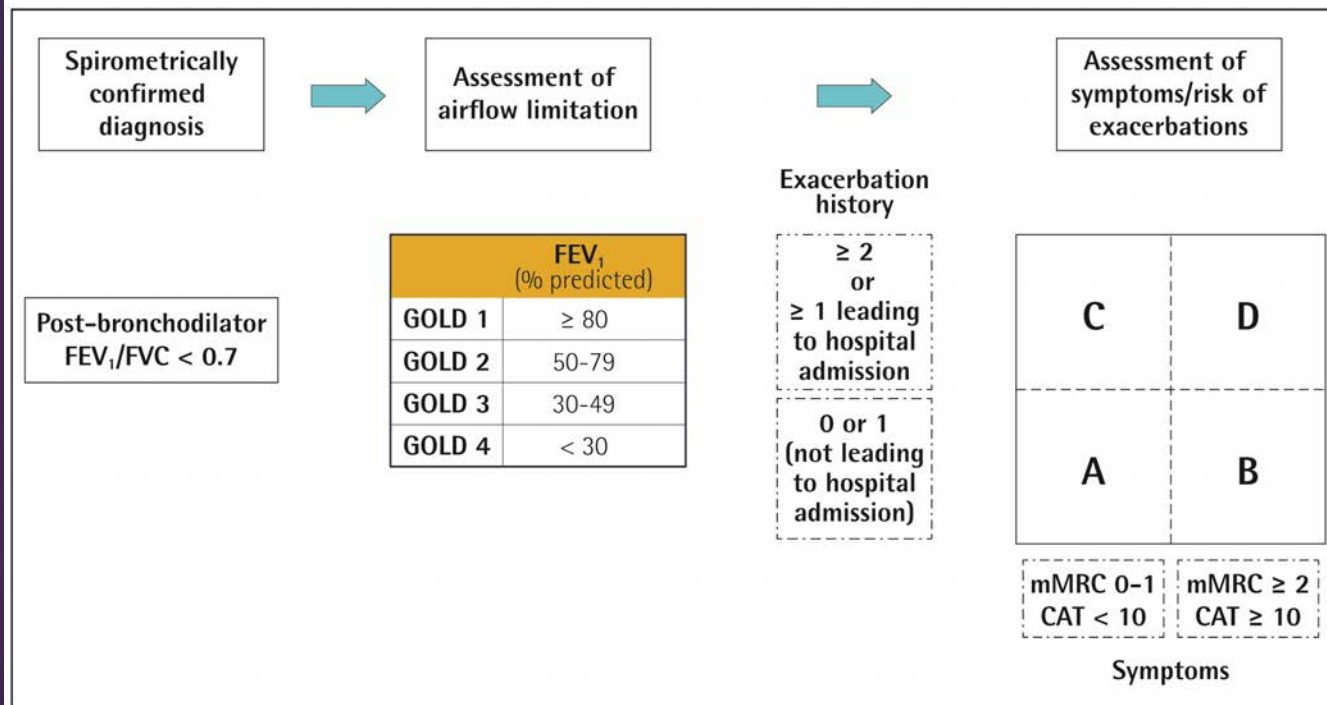 Spirometrically
confirmed
diagnosis
Assessment of
airflow limitation
Assessment of
symptoms/risk of
exacerbations
Post-bronchodilator
FEV₁/FVC < 0.7
FEV₁
(% predicted)
GOLD 1 ≥ 80
GOLD 2 50-79
GOLD 3 30-49
GOLD 4 < 30
Exacerbation
history
≥ 2
or
≥ 1 leading
to hospital
admission
0 or 1
(not leading
to hospital
admission)
C D
A B
mMRC 0-1
CAT < 10
mMRC ≥ 2
CAT ≥ 10
Symptoms